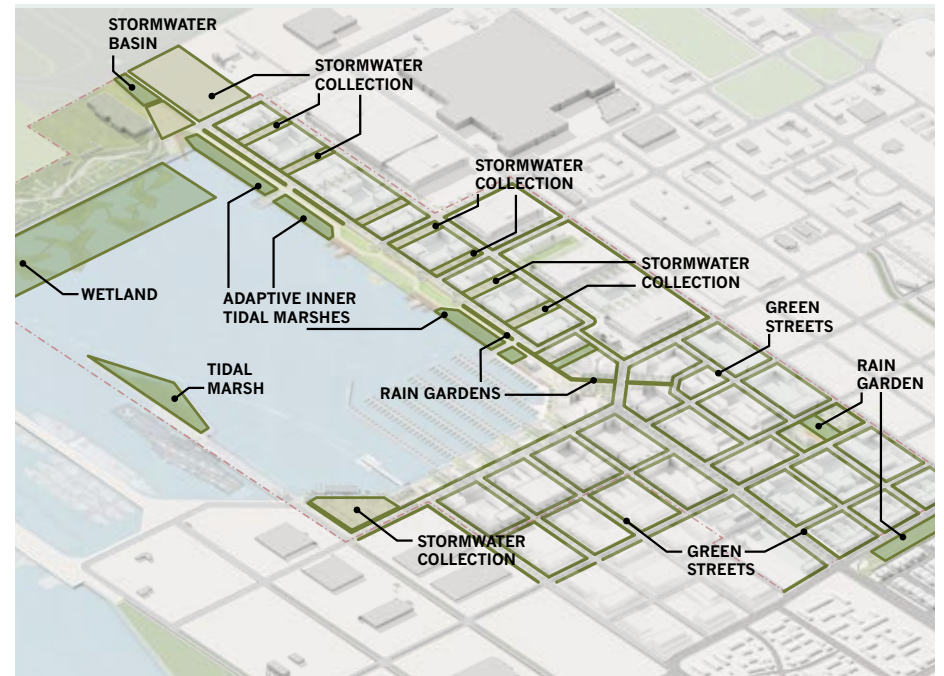 STORMWATER
BASIN
STORMWATER
COLLECTION
STORMWATER
COLLECTION
STORMWATER
COLLECTION
WETLAND
ADAPTIVE INNER
TIDAL MARSHES
GREEN
STREETS
TIDAL
MARSH
RAIN GARDENS
RAIN
GARDEN
STORMWATER
COLLECTION
GREEN
STREETS